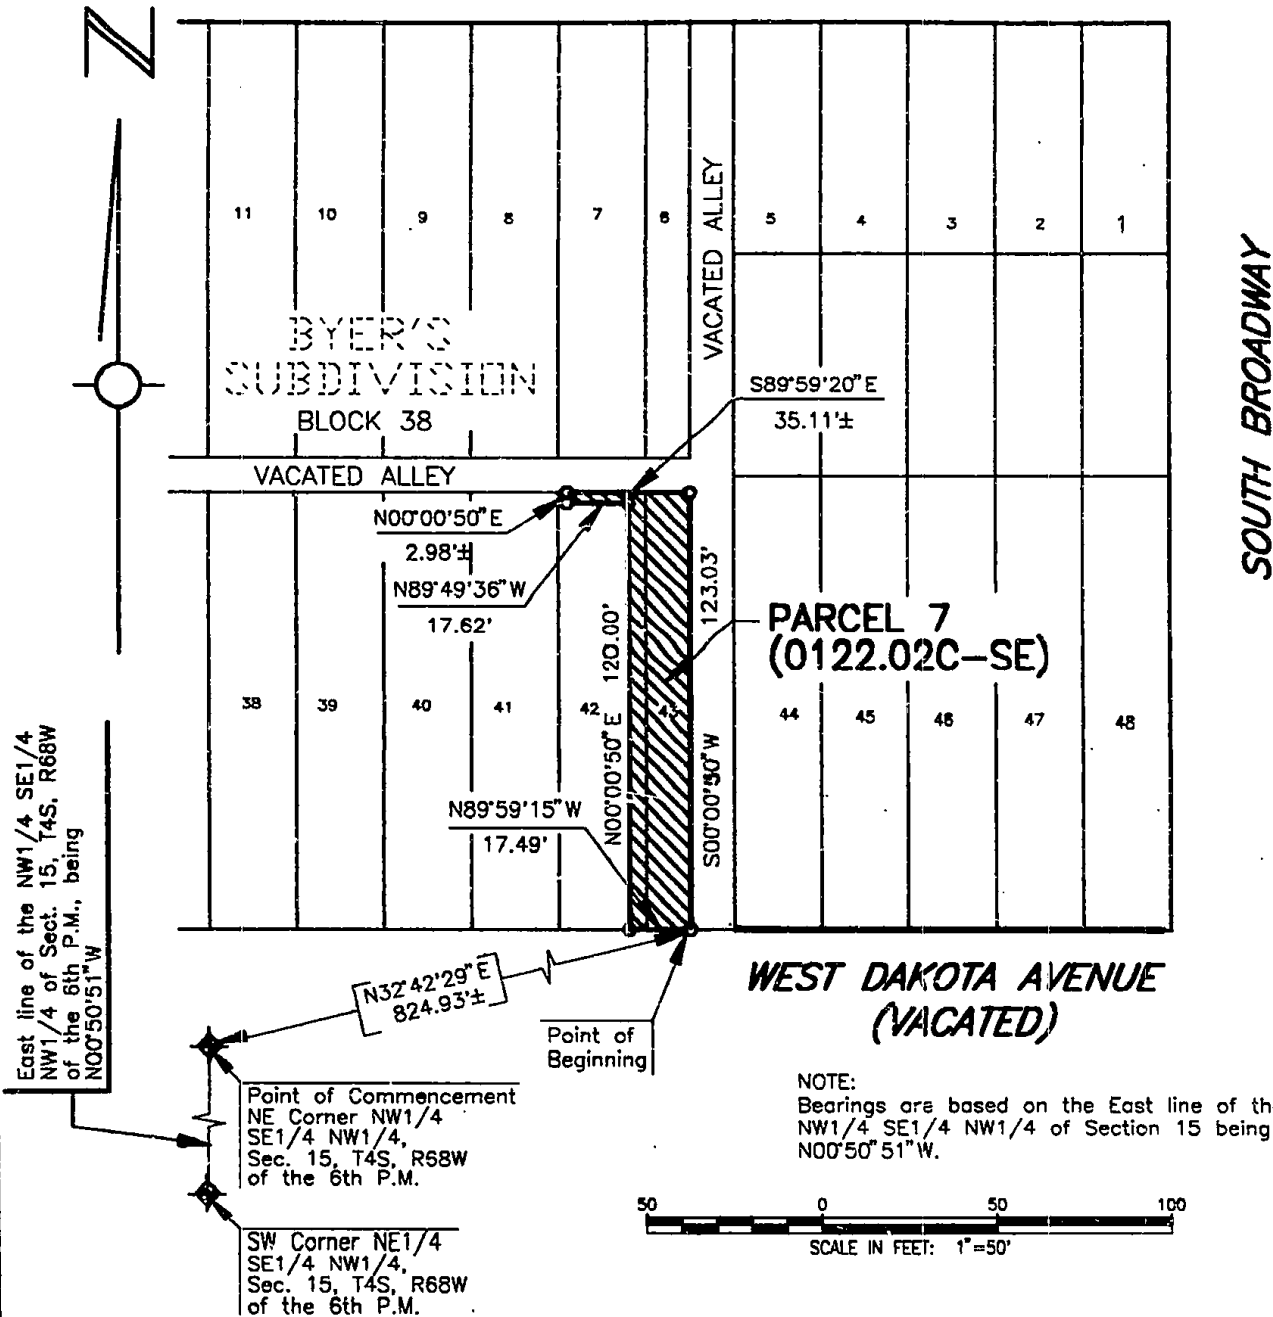 N
11 10 9 8 7 6 5 4 3 2 1
VACATED ALLEY
SOUTH BROADWAY
BYER'S
SUBDIVISION
BLOCK 38
S89°59'20"E
35.11'±
VACATED ALLEY
N00°00'50"E
2.98'±
N89°49'36"W
17.62'
120.00'
N00°00'50"E
123.03'
S00°00'50"W
PARCEL 7
(0122.02C-SE)
38 39 40 41 42 43 44 45 46 47 48
N89°59'15"W
17.49'
East line of the NW1/4 SE1/4
NW1/4 of Sect. 15, T4S, R68W
of the 6th P.M., being
N00°50'51"W
N32°42'29"E
824.93'±
WEST DAKOTA AVENUE
(VACATED)
Point of
Beginning
Point of Commencement
NE Corner NW1/4
SE1/4 NW1/4,
Sec. 15, T4S, R68W
of the 6th P.M.
NOTE:
Bearings are based on the East line of th
NW1/4 SE1/4 NW1/4 of Section 15 being
N00°50"51"W.
50 0 50 100
SCALE IN FEET: 1"=50'
SW Corner NE1/4
SE1/4 NW1/4,
Sec. 15, T4S, R68W
of the 6th P.M.